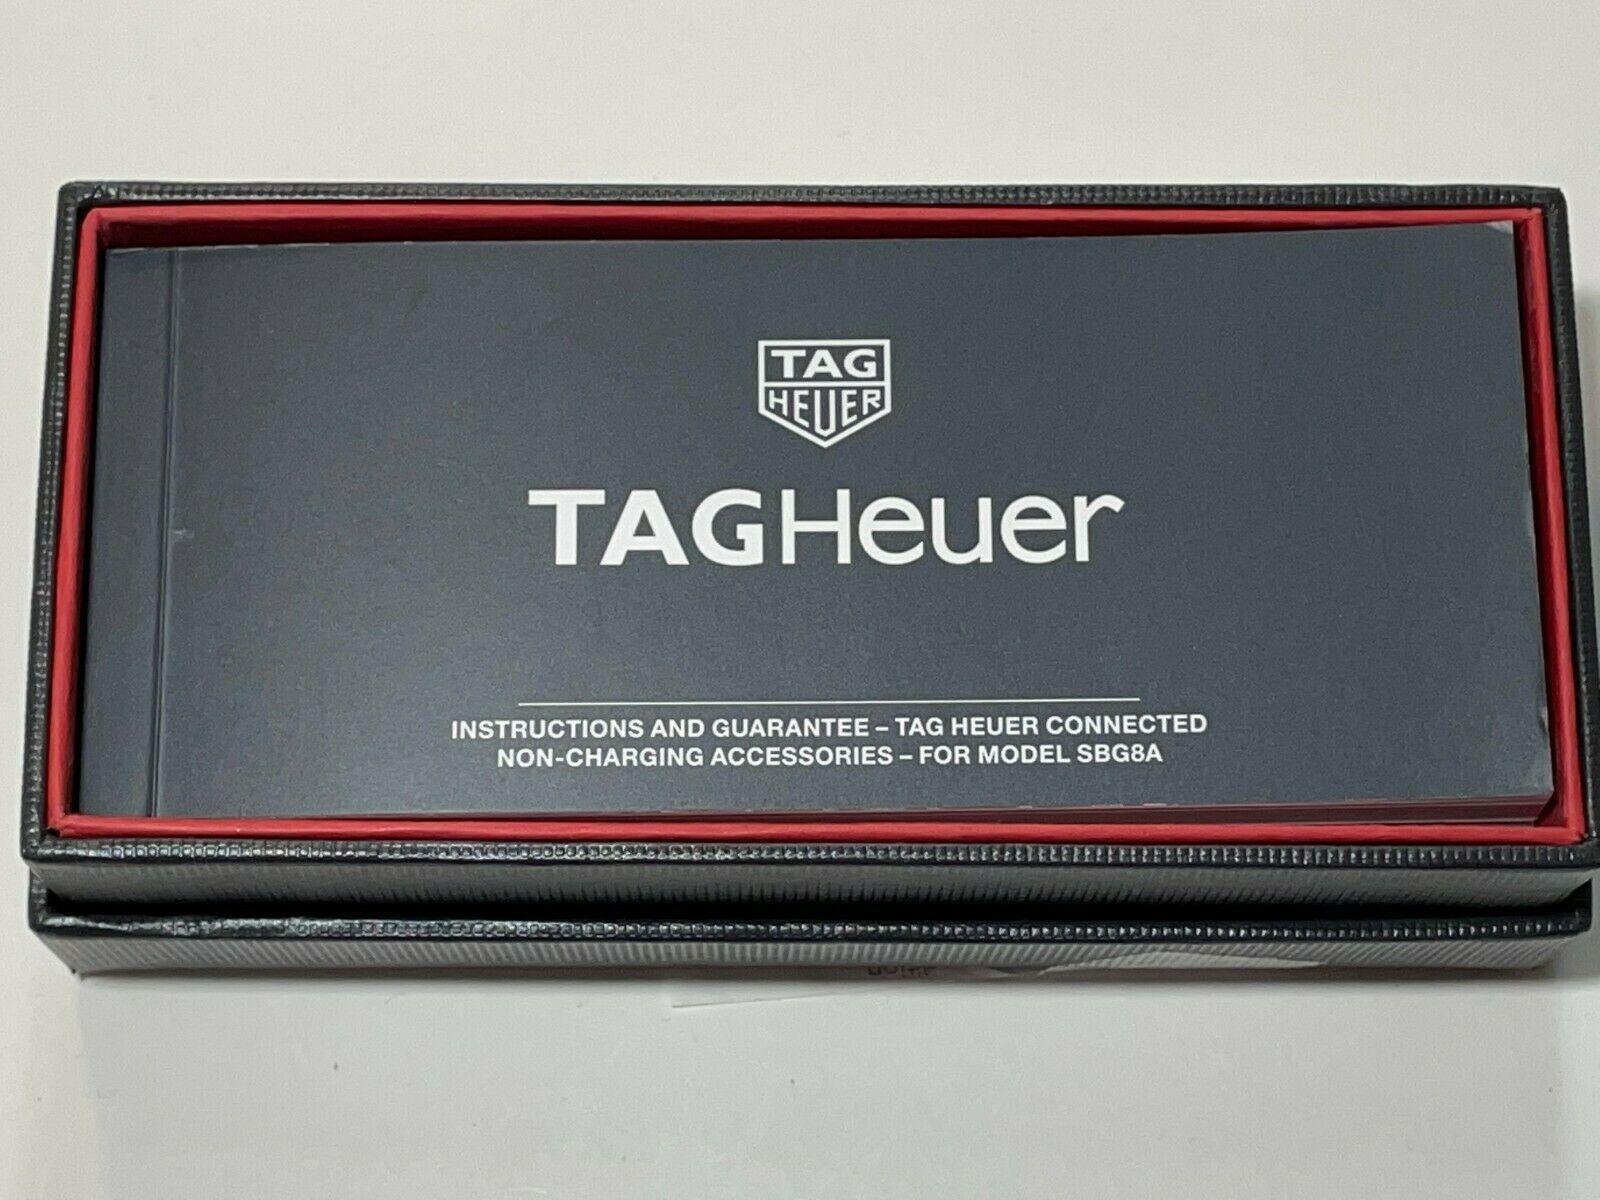 TAG
HEUER
TAGHeuer
INSTRUCTIONS AND GUARANTEE – TAG HEUER CONNECTED
NON-CHARGING ACCESSORIES – FOR MODEL SBG8A